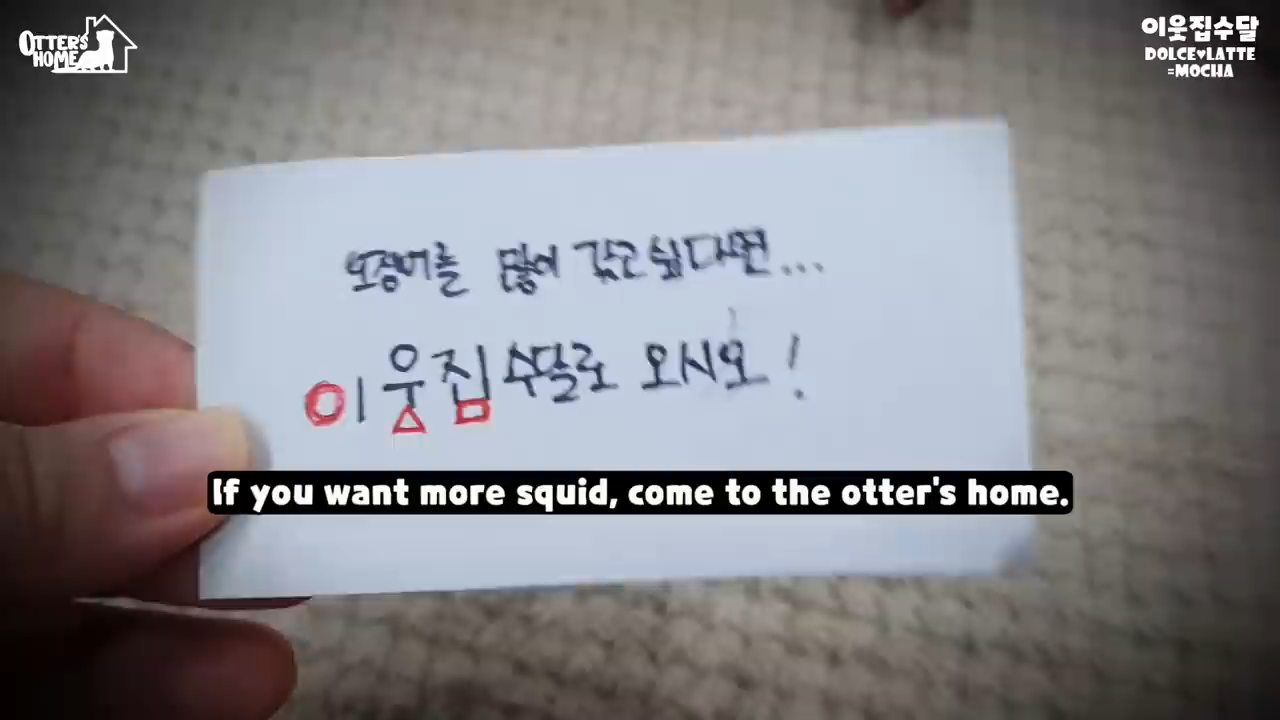 OTTER'S
HOME
이웃집수달
DOLCE♥LATTE
=MOCHA
오징어를 많이 갖고 싶다면...
이웃집수달로 오시오!
If you want more squid, come to the otter's home.